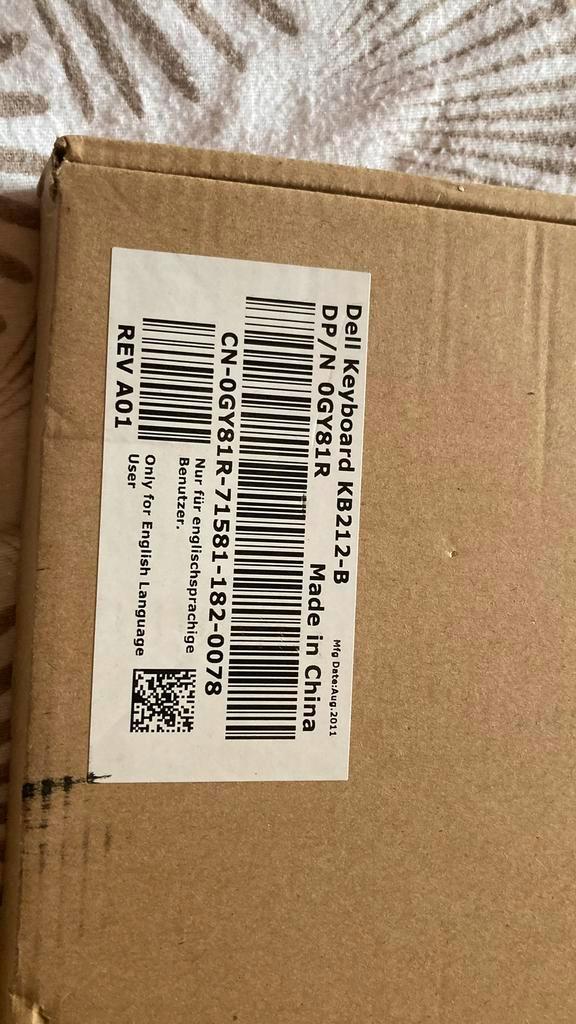 Dell Keyboard KB212-B
Mfg Date:Aug.2011
DP/N 0GY81R
Made in China
CN-0GY81R-71581-182-0078
Nur für englischsprachige
Benutzer.
Only for English Language
User
REV A01